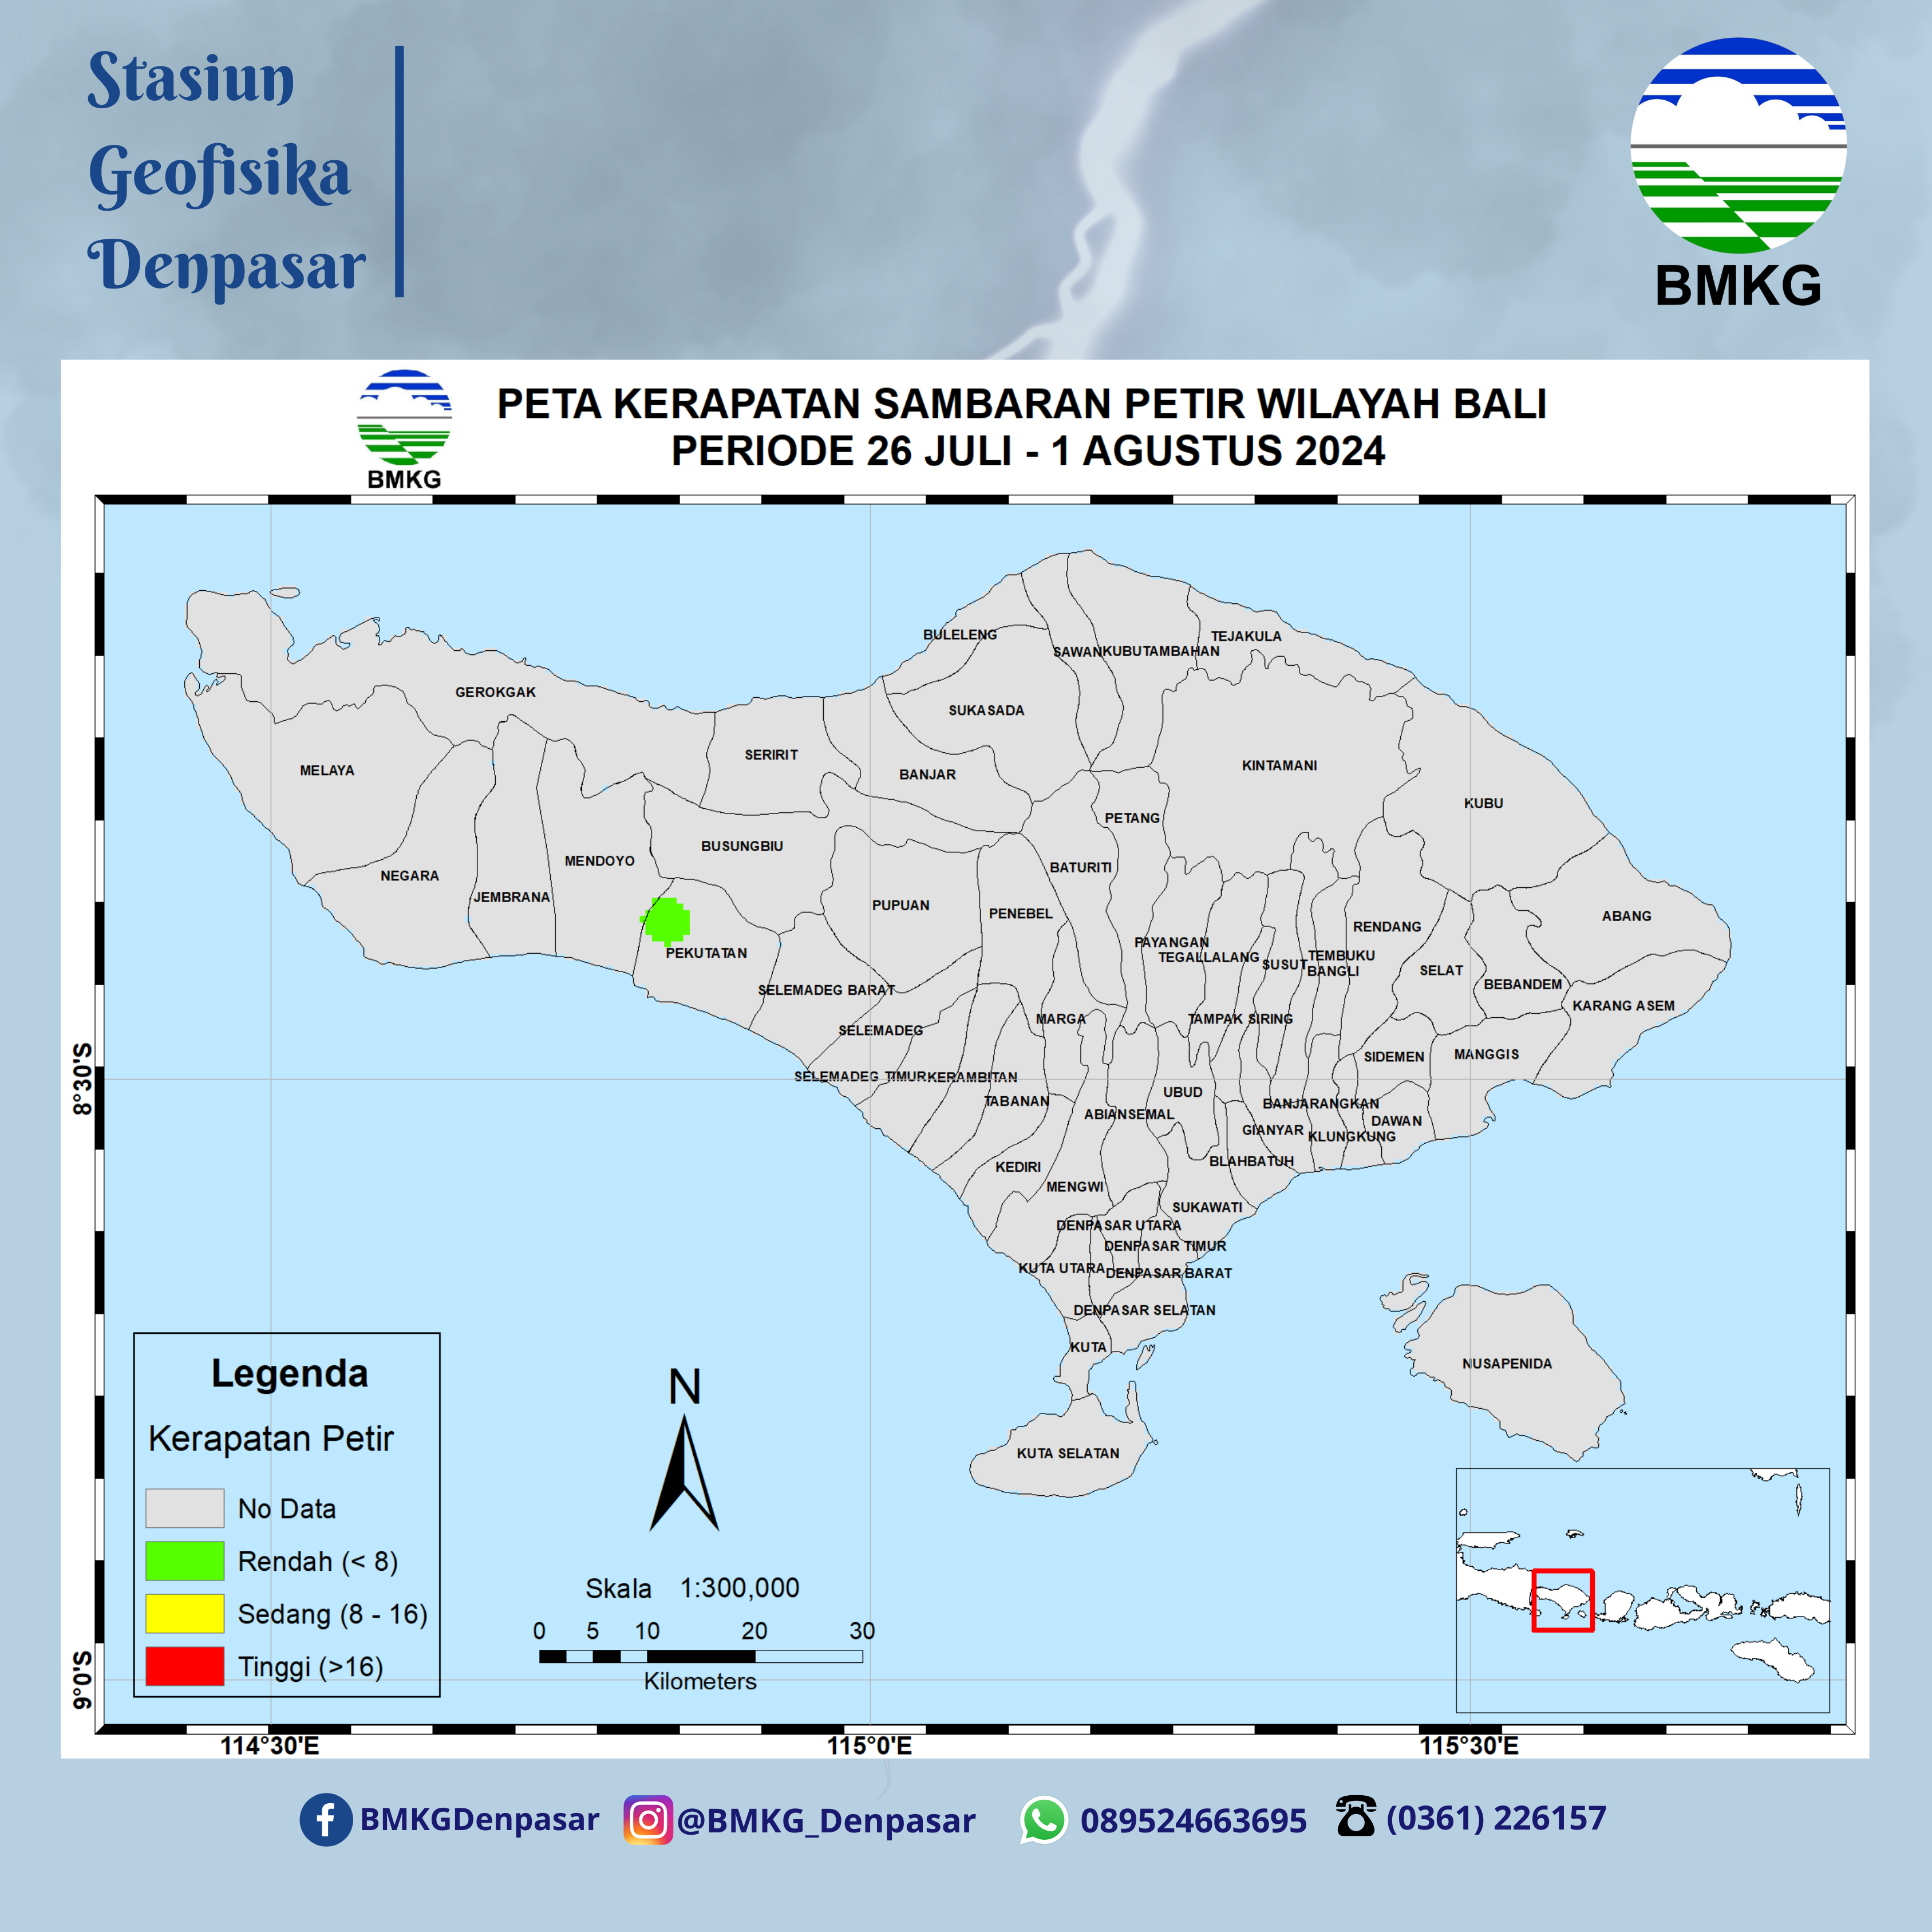 Stasiun
Geofisika
Denpasar
BMKG
BMKG
PETA KERAPATAN SAMBARAN PETIR WILAYAH BALI
PERIODE 26 JULI - 1 AGUSTUS 2024
BULELENG
TEJAKULA
SAWAN
KUBUTAMBAHAN
GEROKGAK
SUKASADA
SERIRIT
MELAYA
BANJAR
KINTAMANI
KUBU
PETANG
BUSUNGBIU
MENDOYO
BATURITI
NEGARA
JEMBRANA
PUPUAN
PENEBEL
ABANG
RENDANG
PAYANGAN
PEKUTATAN
TEGALLALANG
SUSUT
TEMBUKU
BANGLI
SELAT
BEBANDEM
SELEMADEG BARAT
KARANG ASEM
MARGA
TAMPAK SIRING
SELEMADEG
SIDEMEN
MANGGIS
SELEMADEG TIMUR
KERAMBITAN
UBUD
TABANAN
BANJARANGKAN
ABIANSEMAL
DAWAN
GIANYAR
KLUNGKUNG
BLAHBATUH
KEDIRI
MENGWI
SUKAWATI
DENPASAR UTARA
DENPASAR TIMUR
KUTA UTARA
DENPASAR BARAT
DENPASAR SELATAN
KUTA
NUSAPENIDA
KUTA SELATAN
8°30'S
9°0'S
Legenda
Kerapatan Petir
No Data
Rendah (< 8)
Sedang (8 - 16)
Tinggi (>16)
N
Skala 1:300,000
0 5 10 20 30
Kilometers
114°30'E 115°0'E 115°30'E
BMKGDenpasar @BMKG_Denpasar 089524663695 (0361) 226157